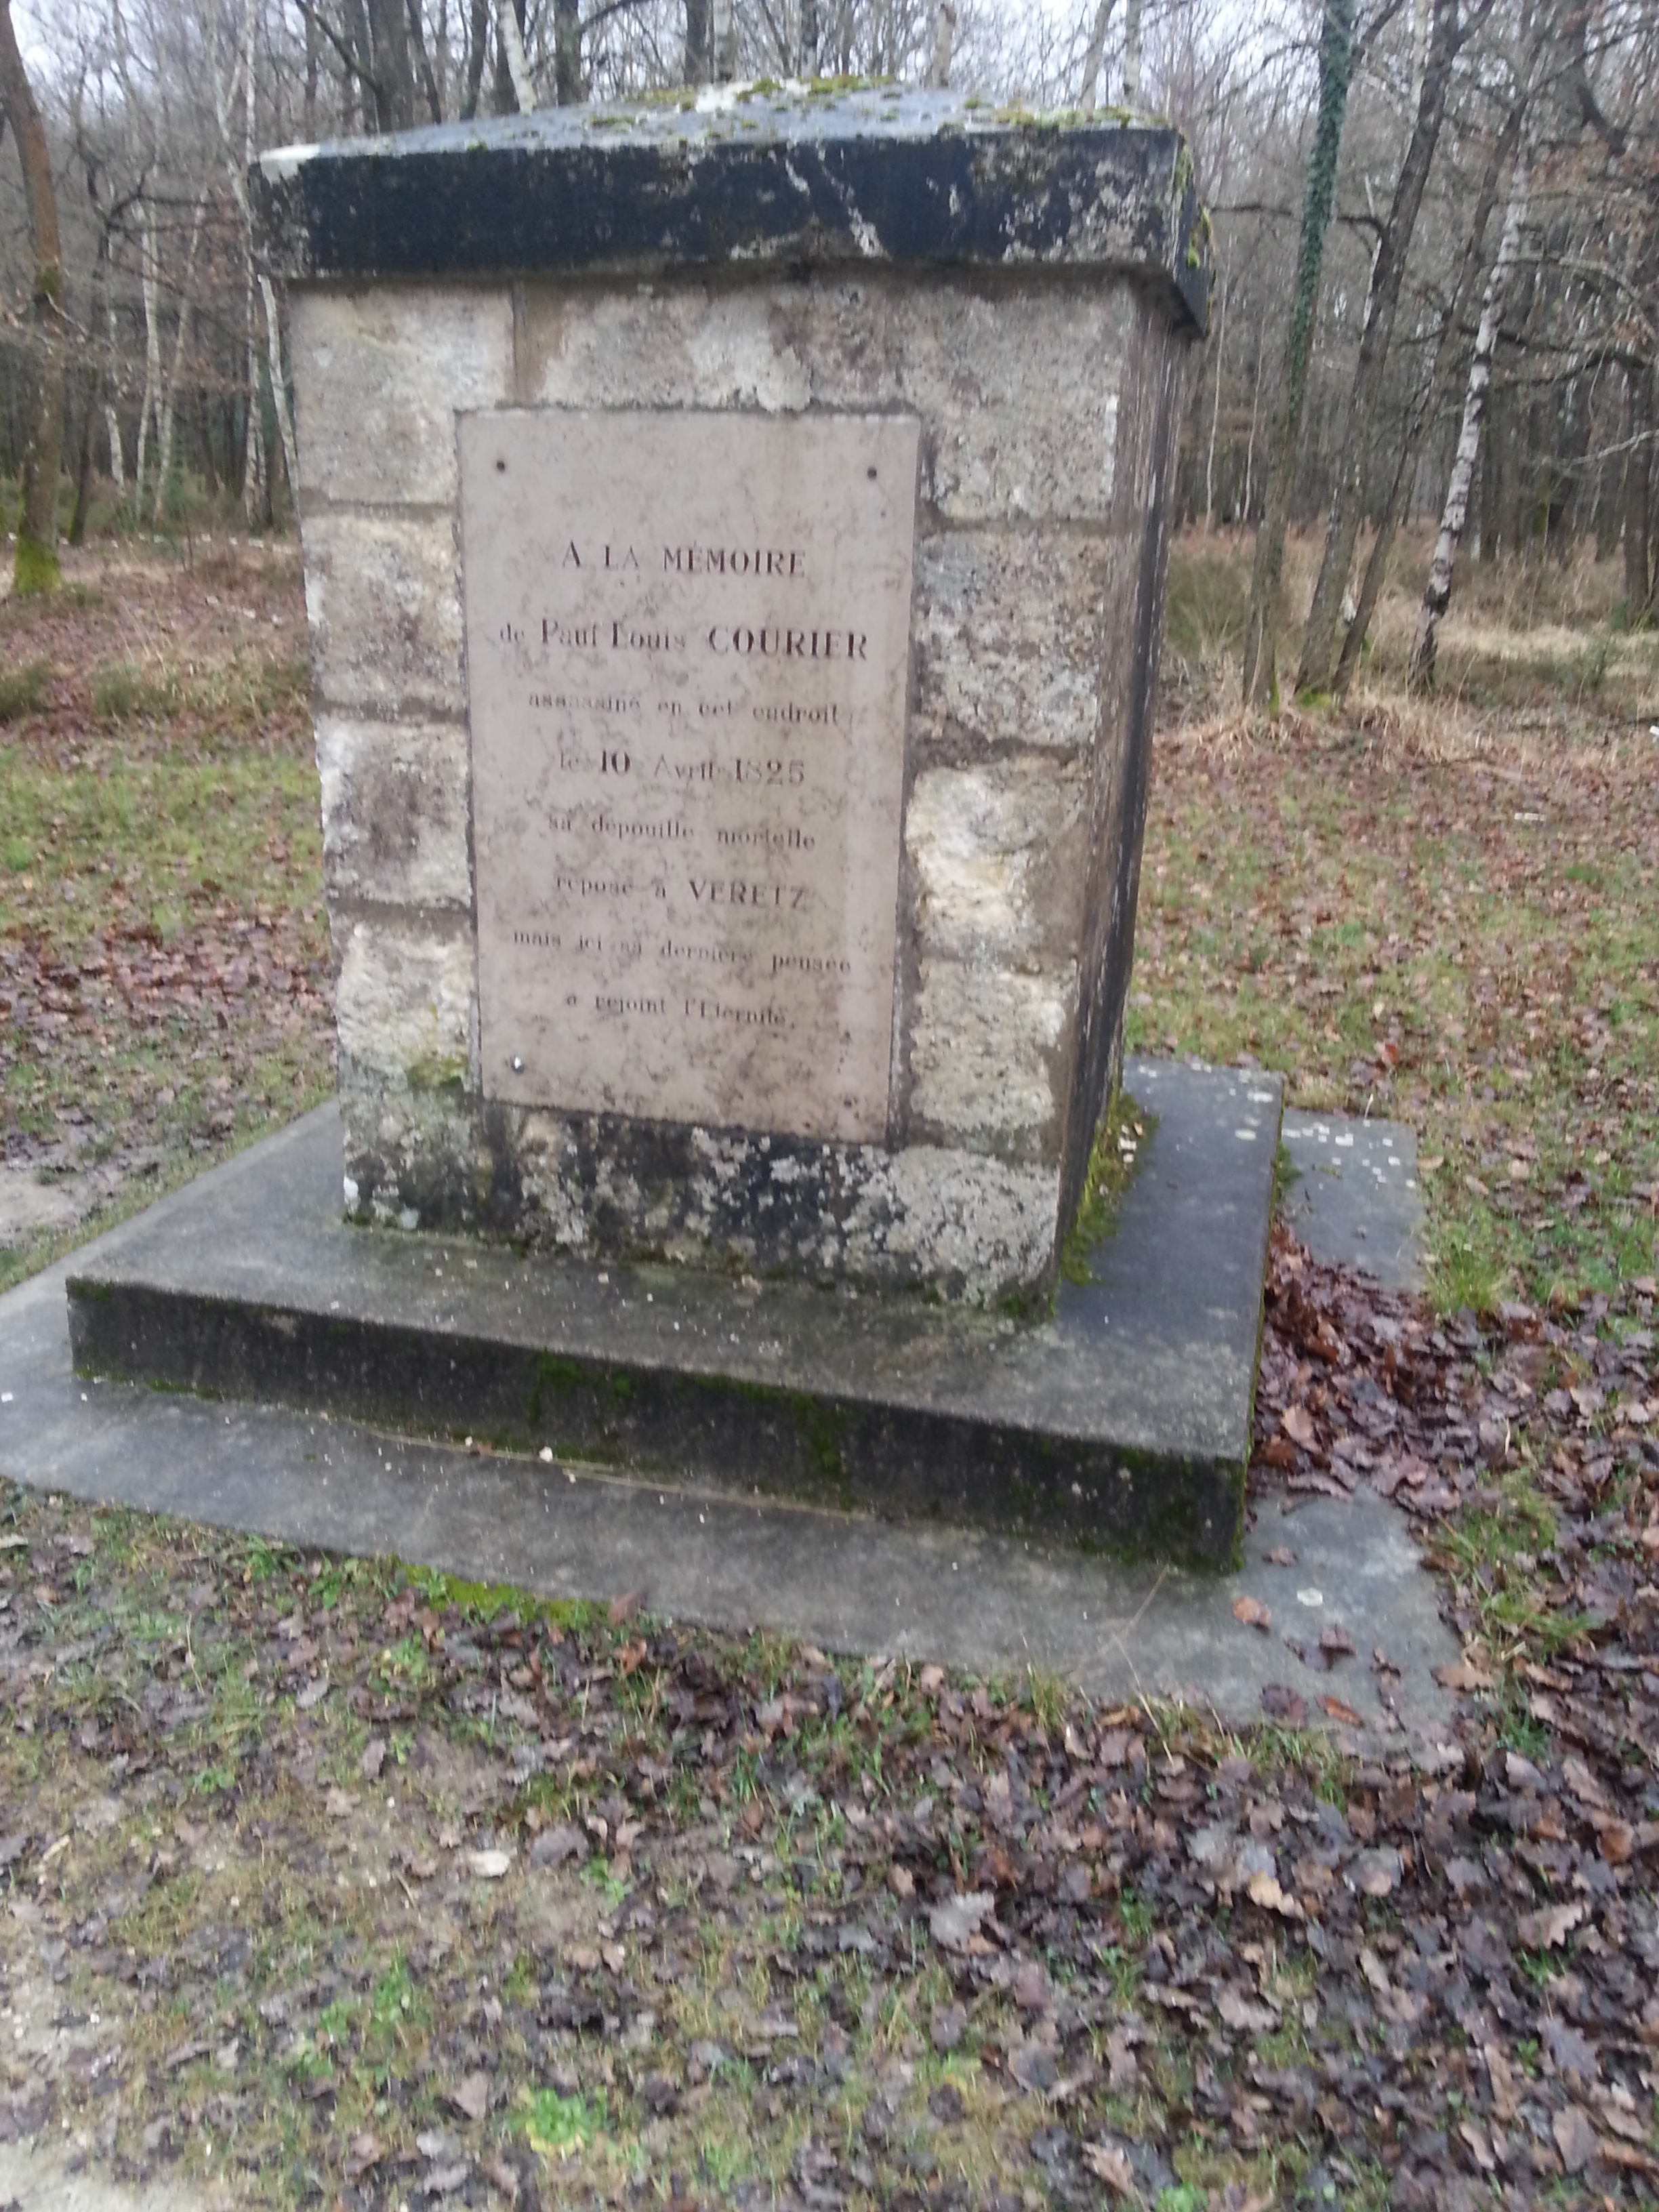 A LA MÉMOIRE
de Paul Louis COURIER
assassiné en cet endroit
le 10 Avril 1825
sa dépouille mortelle
repose à VERETZ
mais ici sa dernière pensée
a rejoint l'Eternité.